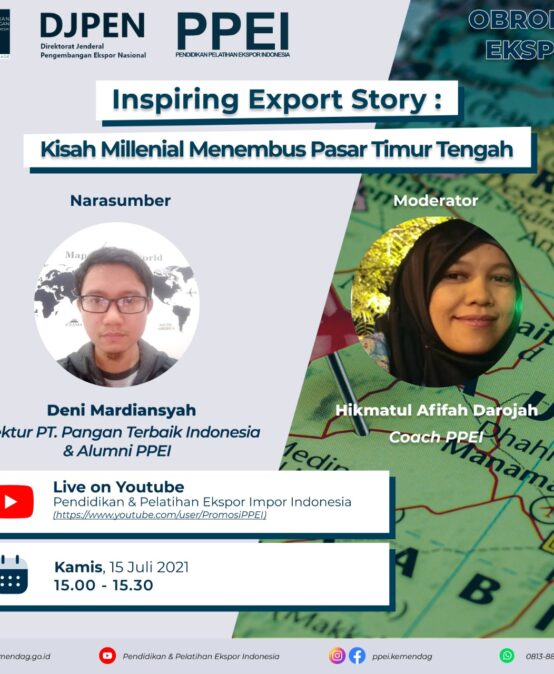 DJPEN
Direktorat Jenderal
Pengembangan Ekspor Nasional
PPEI
PENDIDIKAN PELATIHAN EKSPOR INDONESIA
Inspiring Export Story :
Kisah Millenial Menembus Pasar Timur Tengah
Narasumber
Moderator
Deni Mardiansyah
PT. Pangan Terbaik Indonesia
& Alumni PPEI
Hikmatul Afifah Darojah
Coach PPEI
Live on Youtube
Pendidikan & Pelatihan Ekspor Impor Indonesia
(https://www.youtube.com/user/PromosiPPEI)
Kamis, 15 Juli 2021
15.00 - 15.30
Pendidikan & Pelatihan Ekspor Indonesia
ppei.kemendag